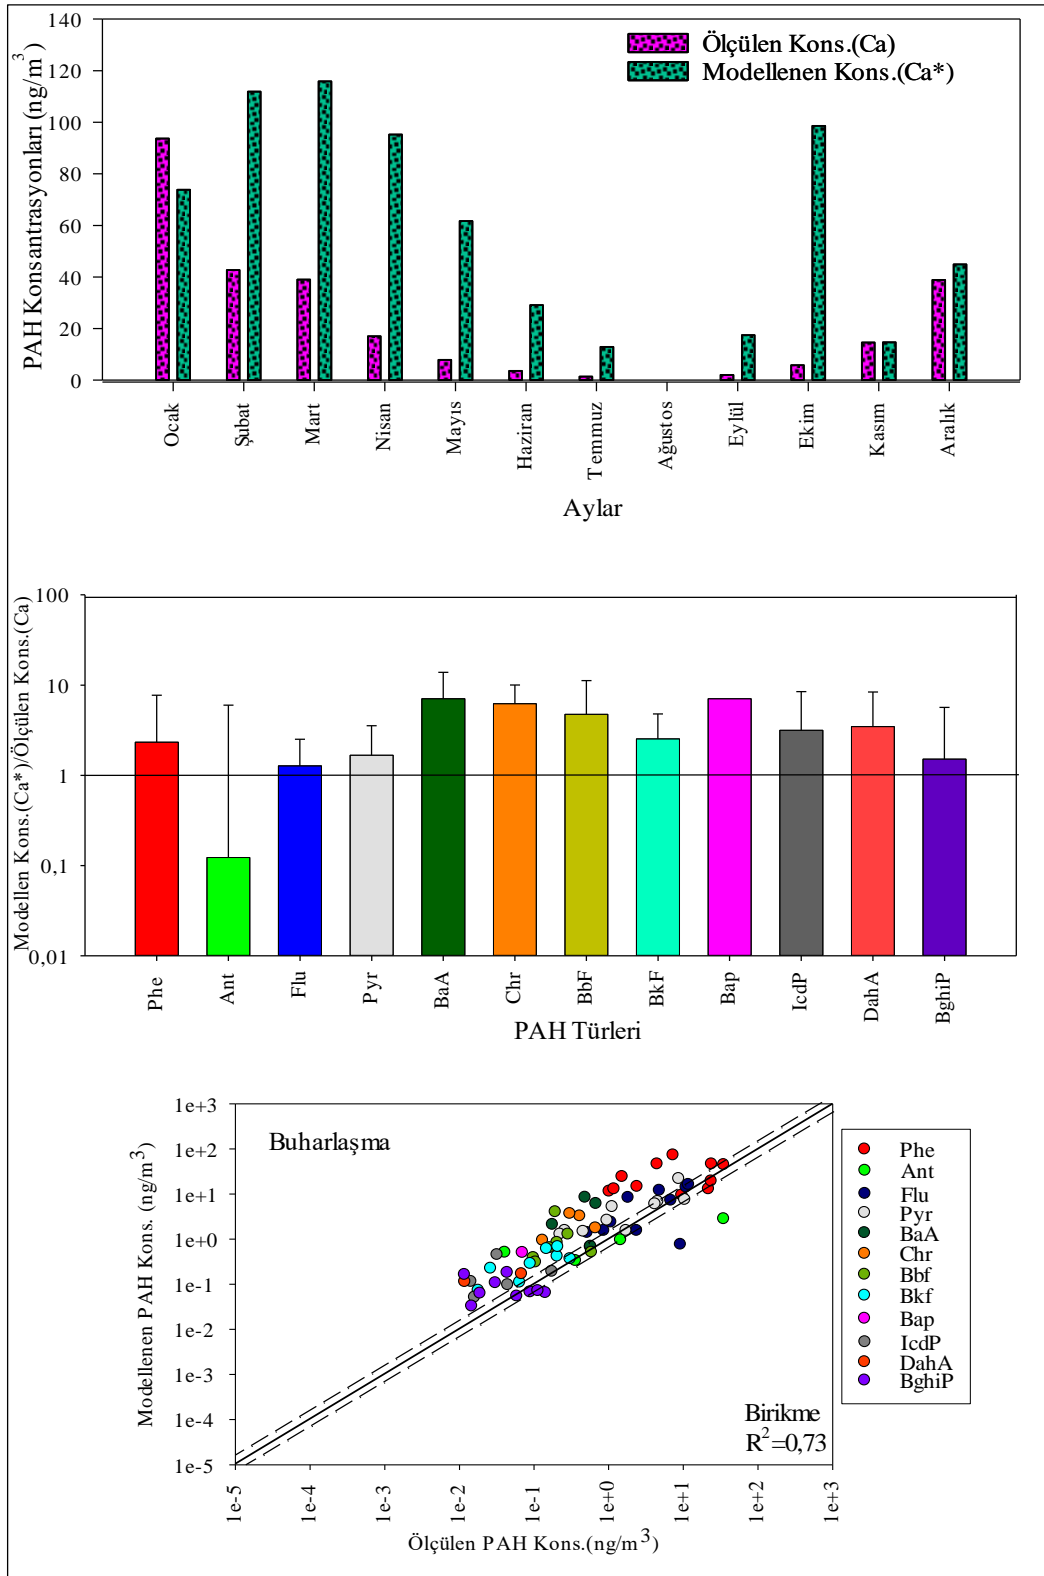 PAH Konsantrasyonları (ng/m³)
140
120
100
80
60
40
20
0
Ölçülen Kons.(Ca)
Modellenen Kons.(Ca*)
Ocak
Şubat
Mart
Nisan
Mayıs
Haziran
Temmuz
Ağustos
Eylül
Ekim
Kasım
Aralık
Aylar
Modellen Kons.(Ca*)/Ölçülen Kons.(Ca)
100
10
1
0,1
0,01
Phe
Ant
Flu
Pyr
BaA
Chr
BbF
BkF
Bap
IcdP
DahA
BghiP
PAH Türleri
Modellenen PAH Kons. (ng/m³)
1e+3
1e+2
1e+1
1e+0
1e-1
1e-2
1e-3
1e-4
1e-5
Buharlaşma
Birikme
R²=0,73
1e-5
1e-4
1e-3
1e-2
1e-1
1e+0
1e+1
1e+2
1e+3
Ölçülen PAH Kons.(ng/m³)
Phe
Ant
Flu
Pyr
BaA
Chr
Bbf
Bkf
Bap
IcdP
DahA
BghiP